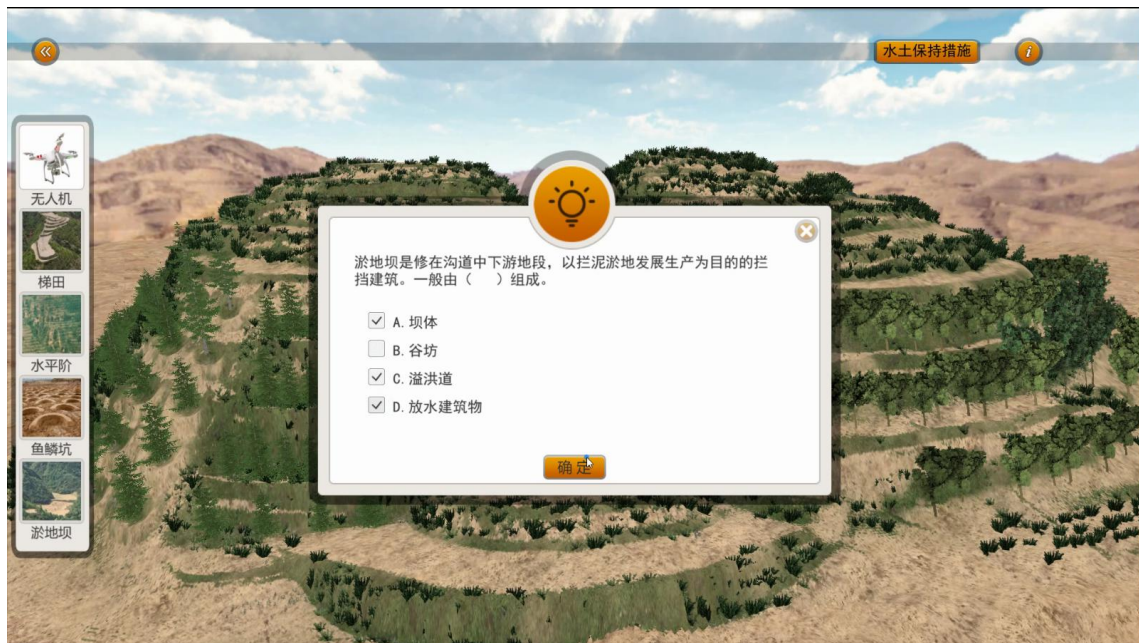 水土保持措施
i
无人机
梯田
水平阶
鱼鳞坑
淤地坝
淤地坝是修在沟道中下游地段，以拦泥淤地发展生产为目的的拦
挡建筑。一般由（ ）组成。
A. 坝体
B. 谷坊
C. 溢洪道
D. 放水建筑物
确定